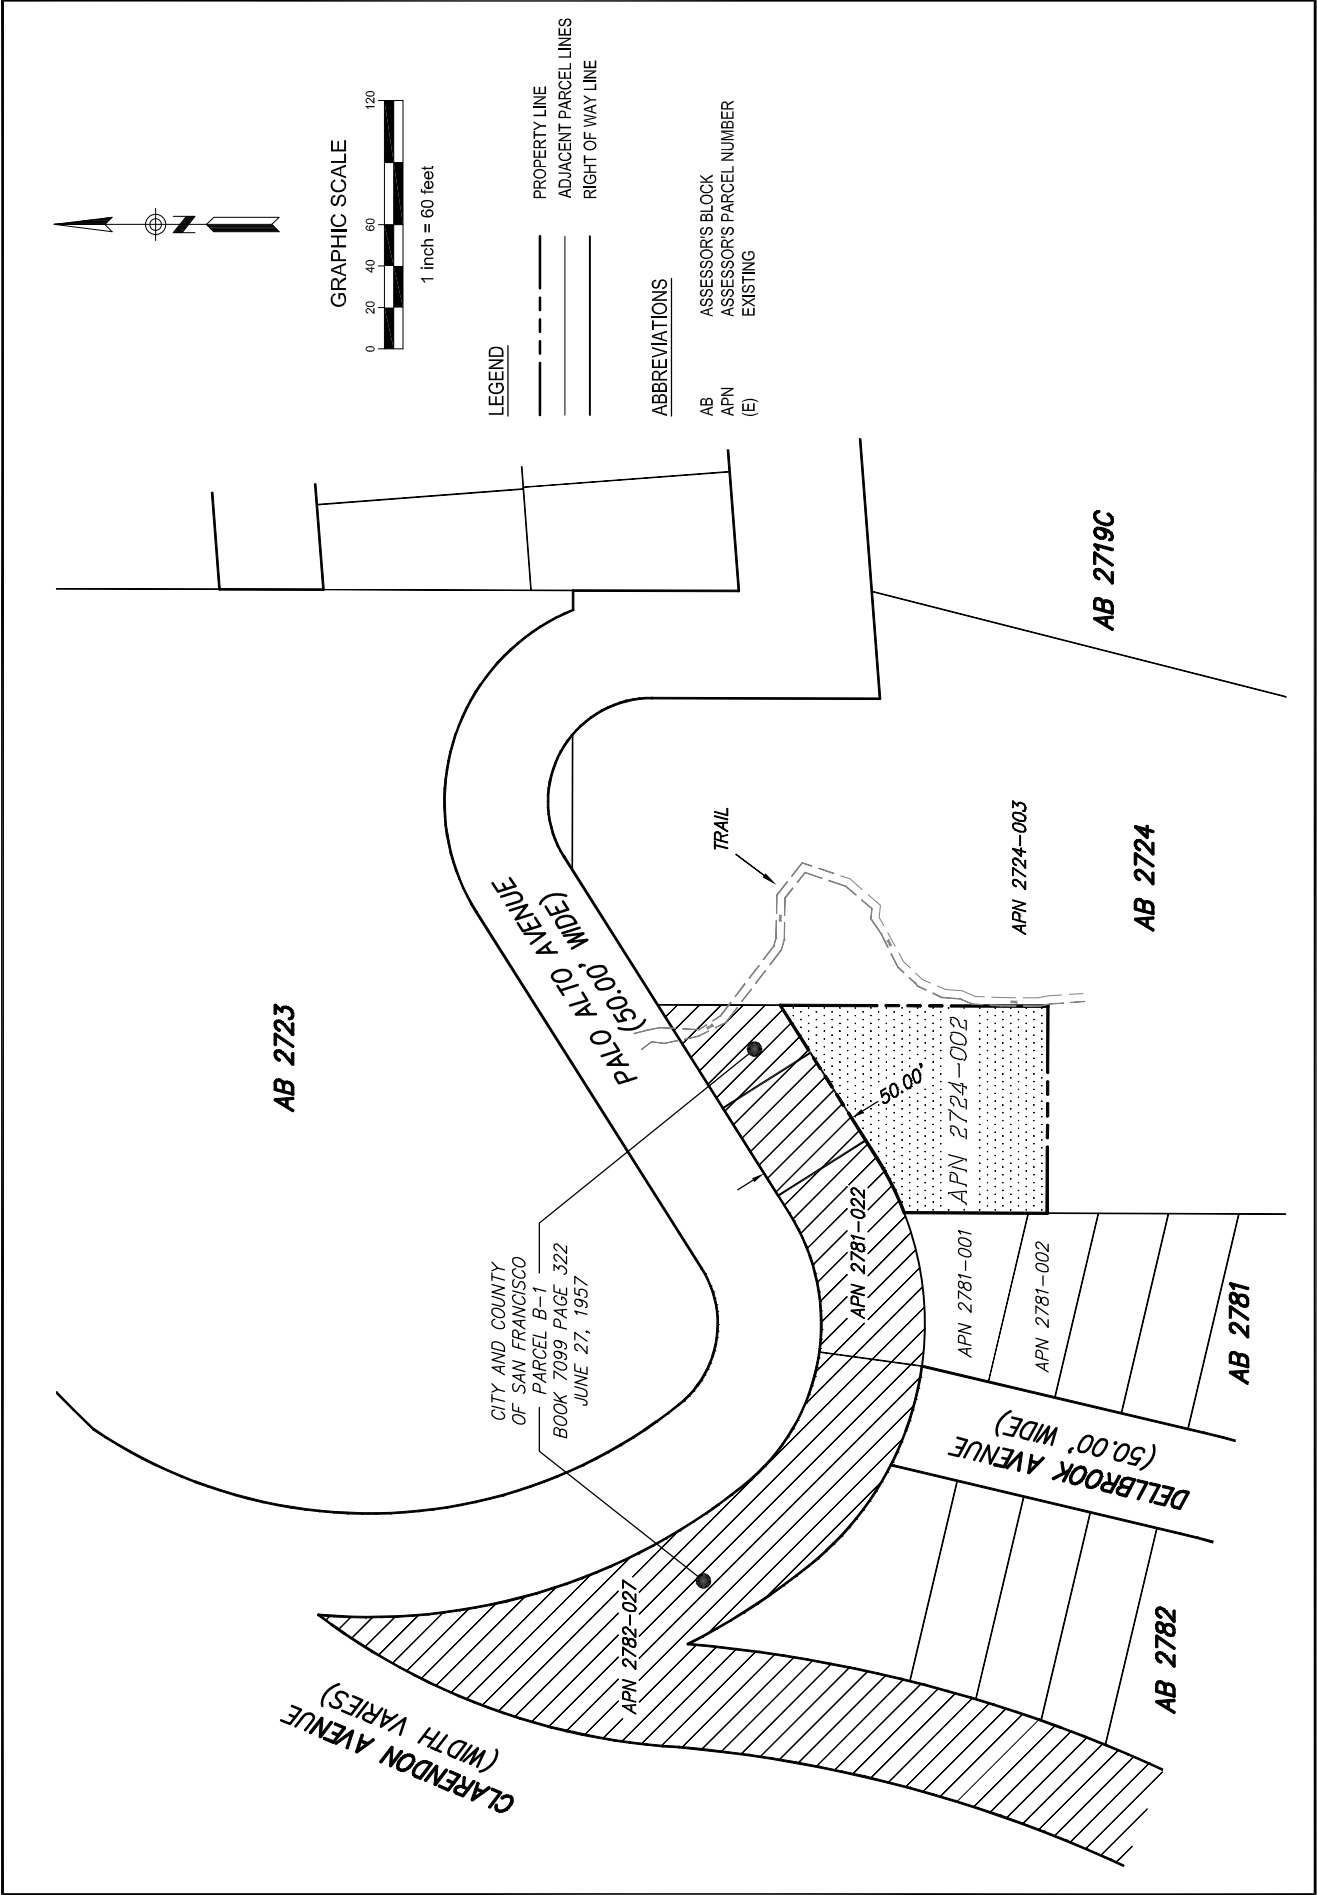 CLARENDON AVENUE
(WIDTH VARIES)
AB 2723
CITY AND COUNTY
OF SAN FRANCISCO
PARCEL B-1
BOOK 7099 PAGE 322
JUNE 27, 1957
PALO ALTO AVENUE
(50.00' WIDE)
N
GRAPHIC SCALE
0
20
40
60
120
1 inch = 60 feet
LEGEND
PROPERTY LINE
ADJACENT PARCEL LINES
RIGHT OF WAY LINE
ABBREVIATIONS
AB ASSESSOR'S BLOCK
APN ASSESSOR'S PARCEL NUMBER
(E) EXISTING
TRAIL
APN 2782-027
APN 2781-022
50.00'
APN 2724-002
APN 2724-003
AB 2724
AB 2719C
APN 2781-001
APN 2781-002
AB 2781
DELLBROOK AVENUE
(50.00' WIDE)
AB 2782